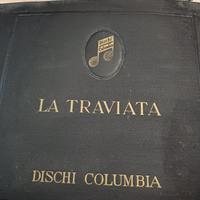 LA TRAVIATA
DISCHI COLUMBIA